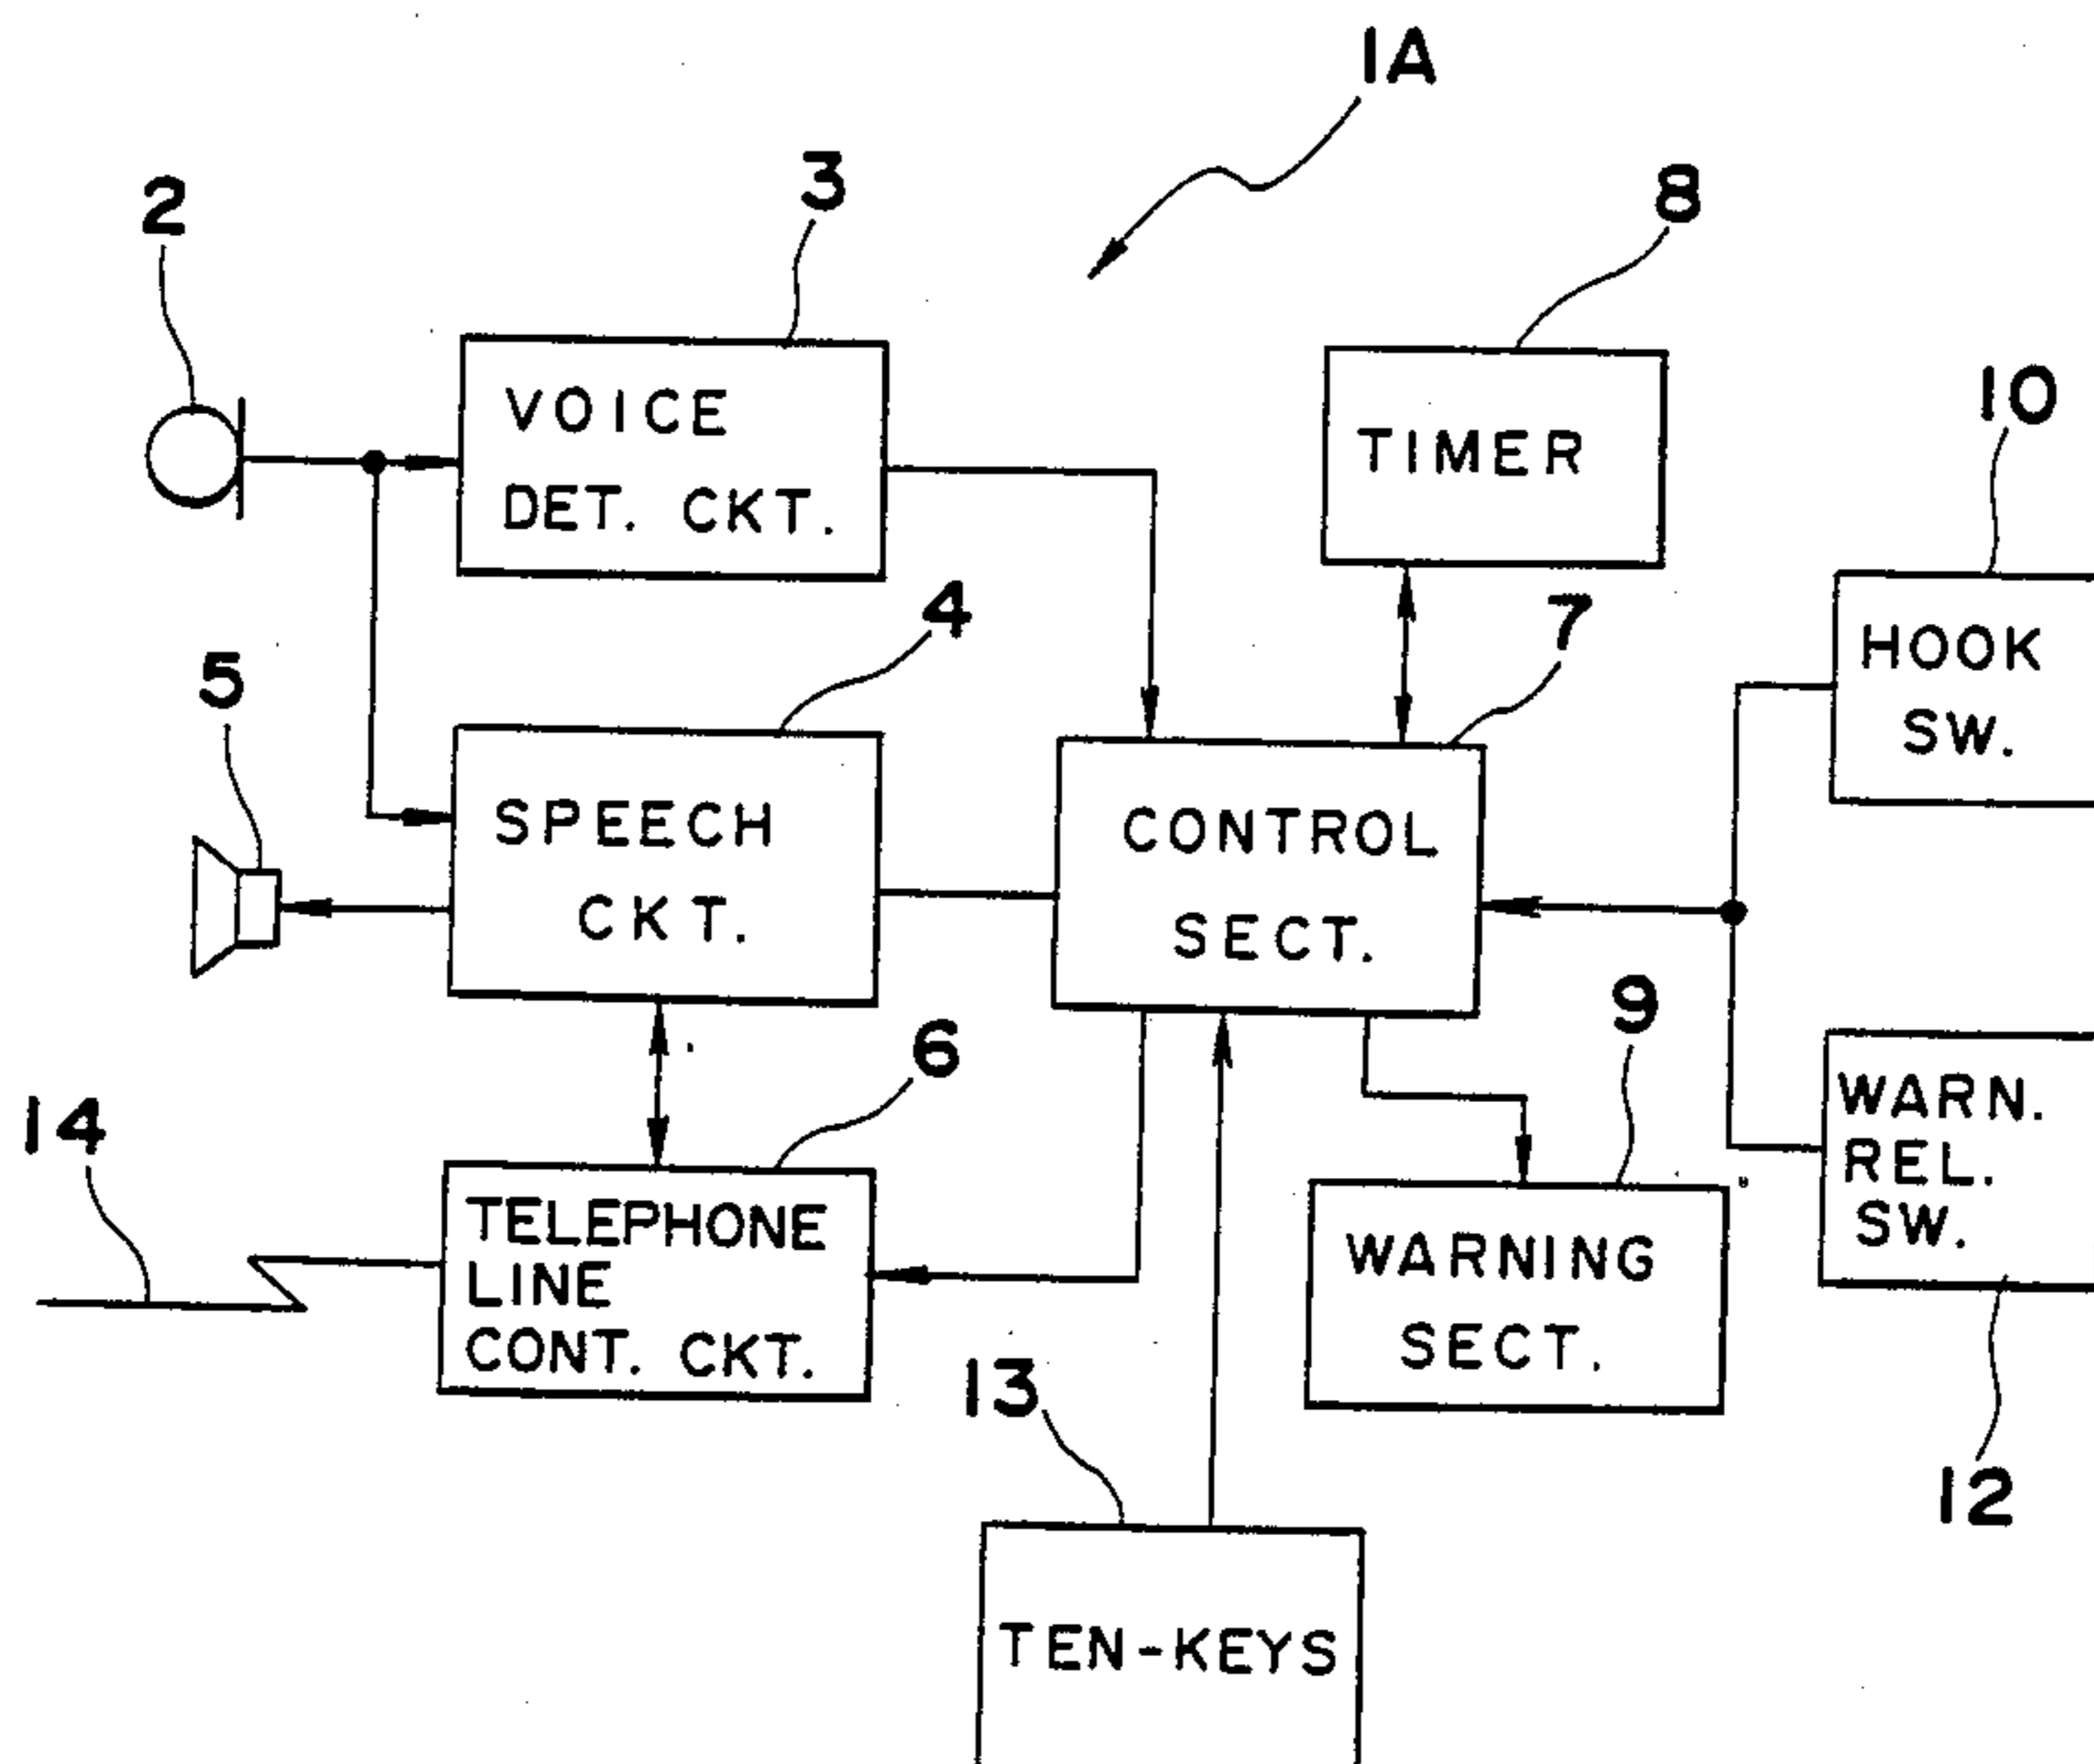 1A
2
3
8
VOICE
DET. CKT.
TIMER
10
4
7
HOOK
SW.
5
SPEECH
CKT.
CONTROL
SECT.
9
6
WARN.
REL.
SW.
14
TELEPHONE
LINE
CONT. CKT.
WARNING
SECT.
13
12
TEN-KEYS